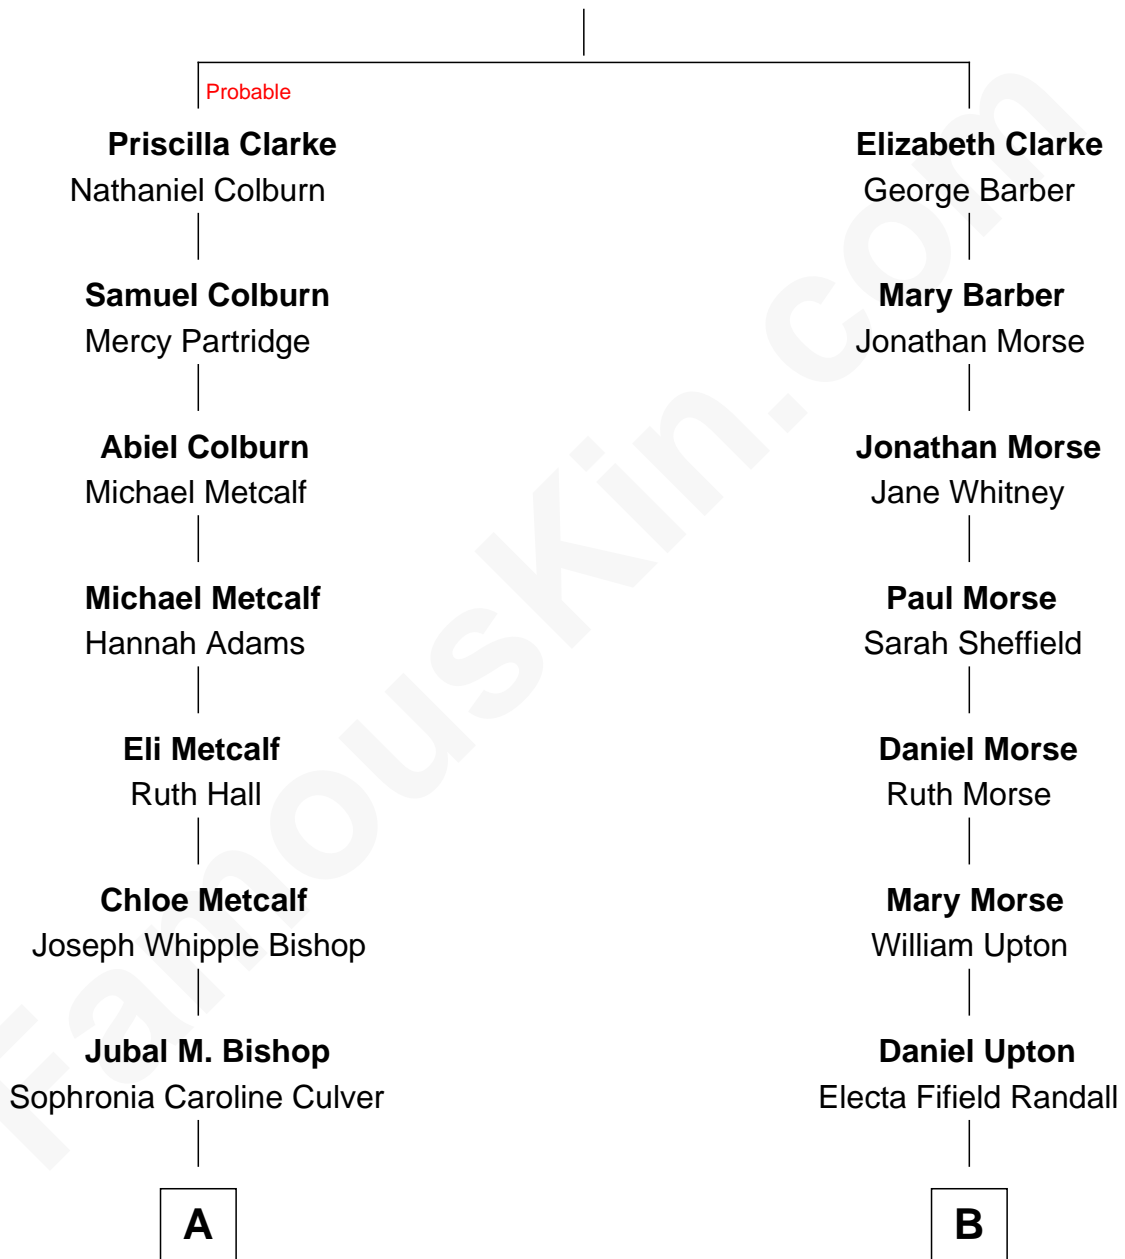 Probable
Priscilla Clarke
Nathaniel Colburn
Samuel Colburn
Mercy Partridge
Abiel Colburn
Michael Metcalf
Michael Metcalf
Hannah Adams
Eli Metcalf
Ruth Hall
Chloe Metcalf
Joseph Whipple Bishop
Jubal M. Bishop
Sophronia Caroline Culver
A
Elizabeth Clarke
George Barber
Mary Barber
Jonathan Morse
Jonathan Morse
Jane Whitney
Paul Morse
Sarah Sheffield
Daniel Morse
Ruth Morse
Mary Morse
William Upton
Daniel Upton
Electa Fifield Randall
B
FamousKin.com